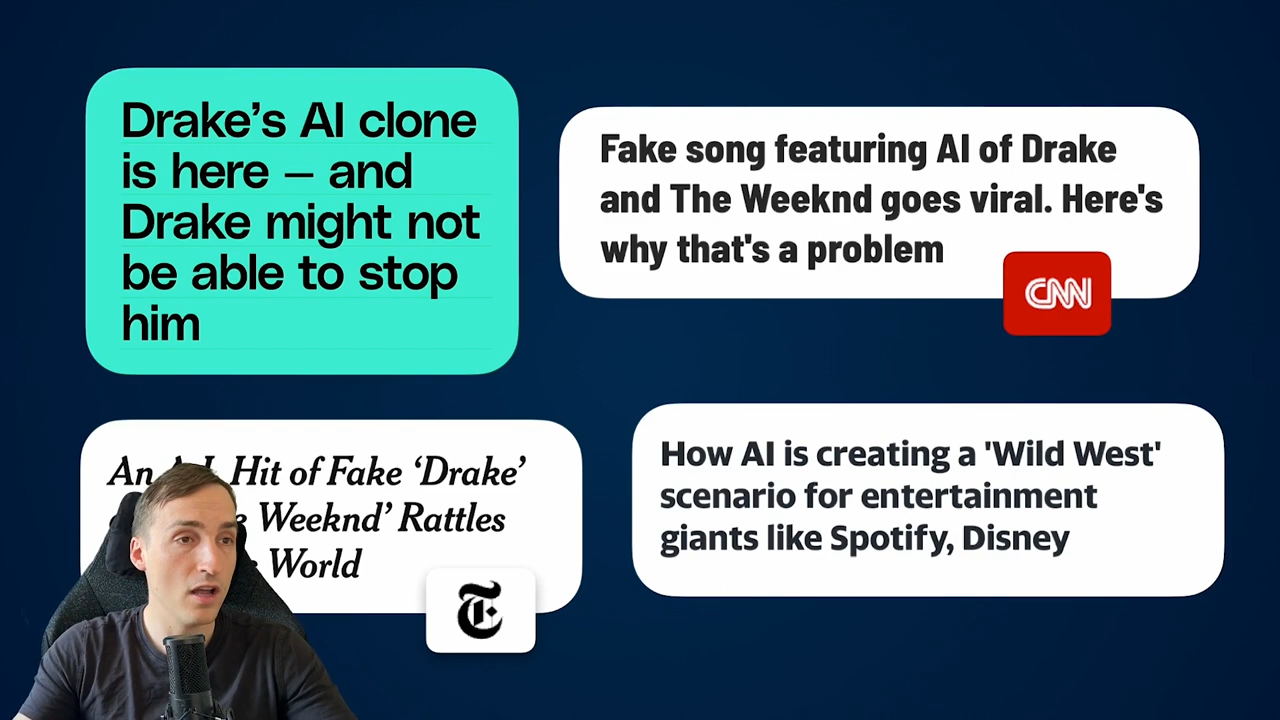 Drake's AI clone
is here – and
Drake might not
be able to stop
him
Fake song featuring AI of Drake
and The Weeknd goes viral. Here's
why that's a problem
CNN
An Hit of Fake ‘Drake’
Weeknd’ Rattles
World
How AI is creating a 'Wild West'
scenario for entertainment
giants like Spotify, Disney